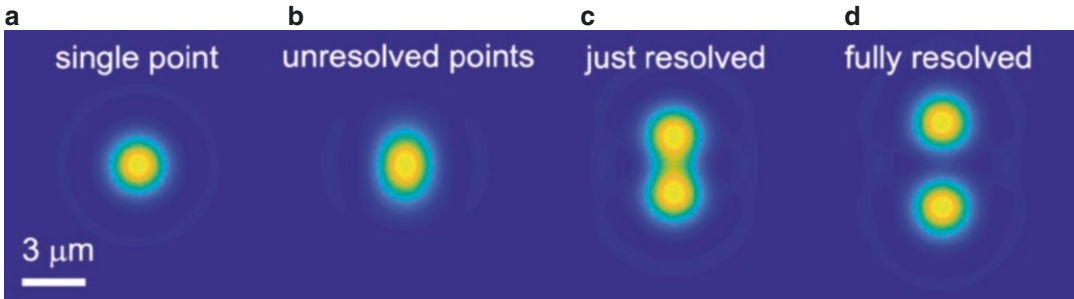 a b c d
single point unresolved points just resolved fully resolved
3 μm